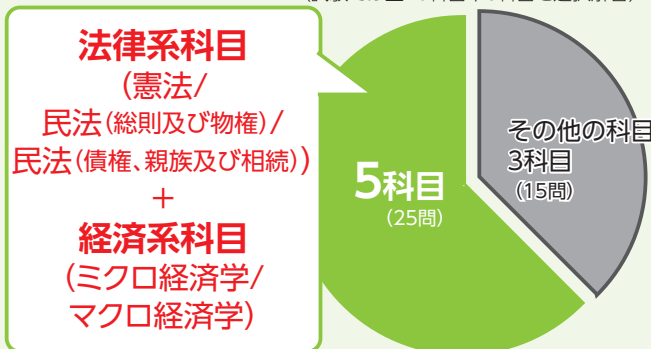 法律系科目
(憲法/
民法(総則及び物権)/
民法(債権、親族及び相続))
+
経済系科目
(ミクロ経済学/
マクロ経済学)
5科目
(25問)
その他の科目
3科目
(15問)